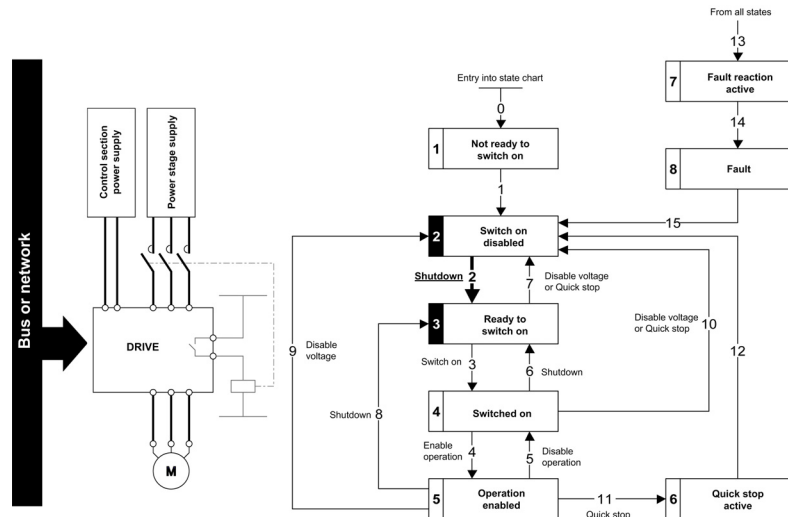 Bus or network
Control section
power supply
Power stage supply
DRIVE
M
From all states
13
7
Fault reaction
active
14
8
Fault
15
Entry into state chart
0
1
Not ready to
switch on
1
2
Switch on
disabled
Shutdown 2
7
Disable voltage
or Quick stop
3
Ready to
switch on
Switch on 3
6 Shutdown
4
Switched on
Enable
operation
4
5
Disable
operation
5
Operation
enabled
9
Disable
voltage
Shutdown 8
Disable voltage
or Quick stop
10
12
11
Quick stop
6
Quick stop
active